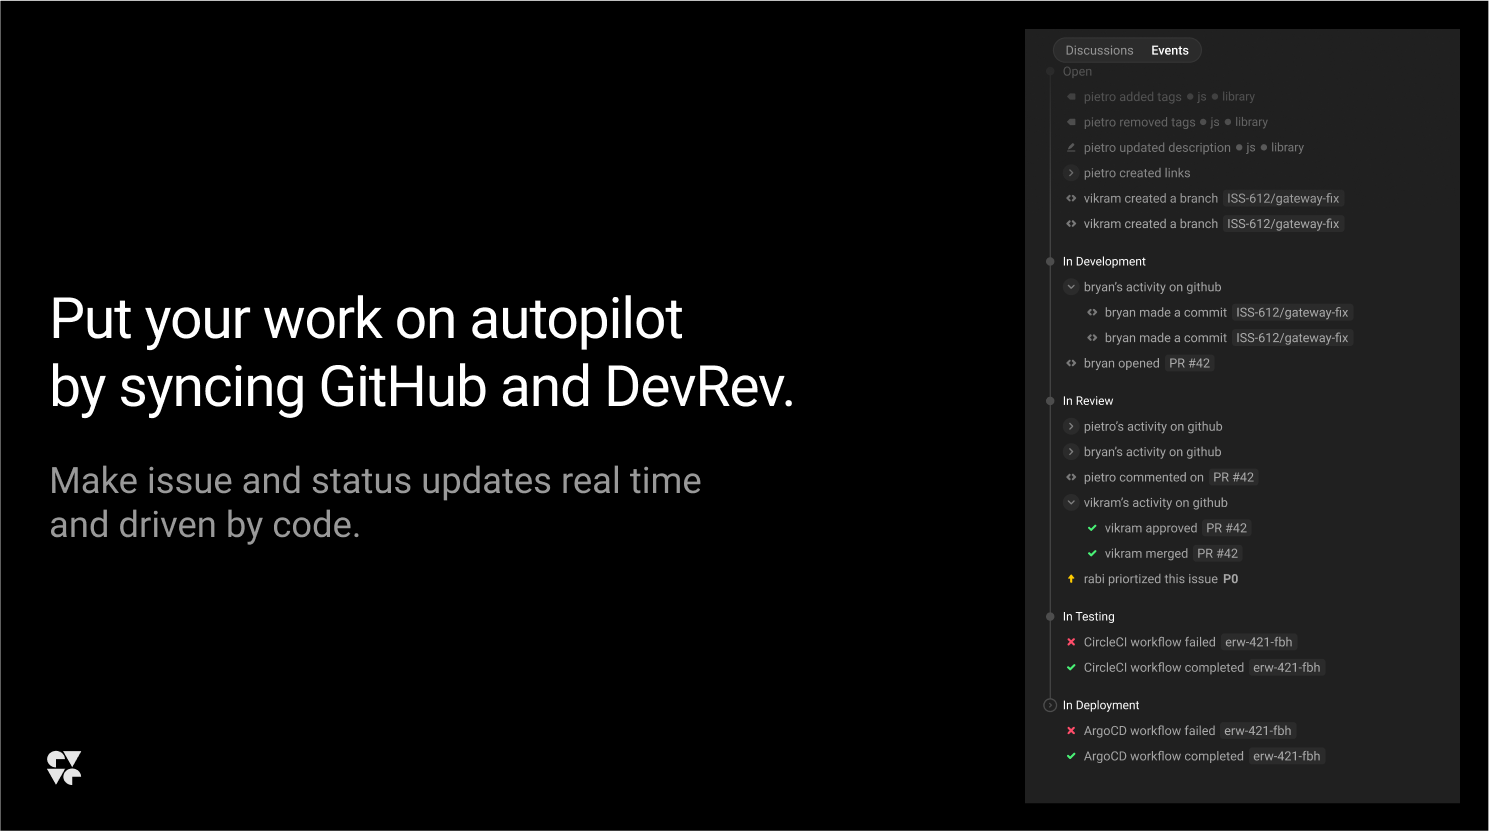 Put your work on autopilot
by syncing GitHub and DevRev.
Make issue and status updates real time
and driven by code.
Discussions Events
Open
pietro added tags js library
pietro removed tags js library
pietro updated description js library
pietro created links
vikram created a branch ISS-612/gateway-fix
vikram created a branch ISS-612/gateway-fix
In Development
bryan's activity on github
bryan made a commit ISS-612/gateway-fix
bryan made a commit ISS-612/gateway-fix
bryan opened PR #42
In Review
pietro's activity on github
bryan's activity on github
pietro commented on PR #42
vikram's activity on github
vikram approved PR #42
vikram merged PR #42
rabi priortized this issue P0
In Testing
CircleCI workflow failed erw-421-fbh
CircleCI workflow completed erw-421-fbh
In Deployment
ArgoCD workflow failed erw-421-fbh
ArgoCD workflow completed erw-421-fbh